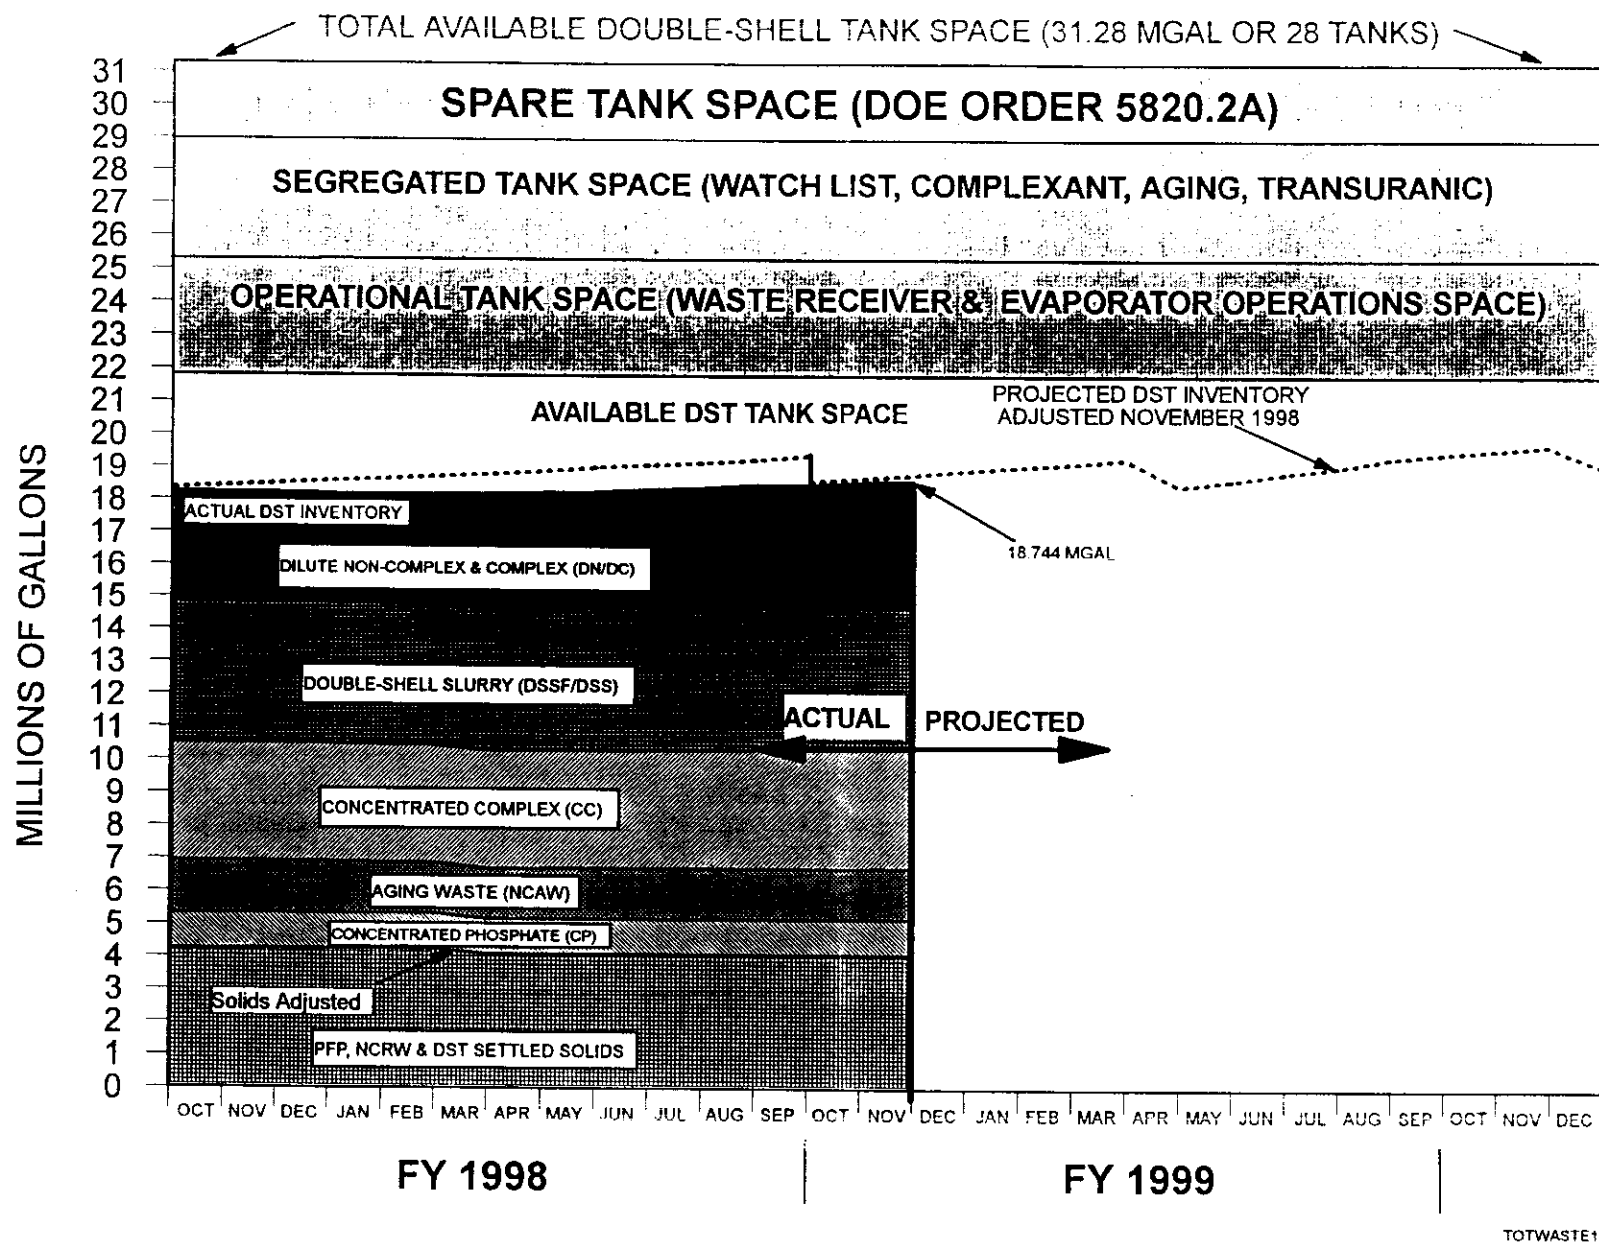 TOTAL AVAILABLE DOUBLE-SHELL TANK SPACE (31.28 MGAL OR 28 TANKS)
31
30
29
28
27
26
25
24
23
22
21
20
19
18
17
16
15
14
13
12
11
10
9
8
7
6
5
4
3
2
1
0
MILLIONS OF GALLONS
SPARE TANK SPACE (DOE ORDER 5820.2A)
SEGREGATED TANK SPACE (WATCH LIST, COMPLEXANT, AGING, TRANSURANIC)
OPERATIONAL TANK SPACE (WASTE RECEIVER & EVAPORATOR OPERATIONS SPACE)
AVAILABLE DST TANK SPACE
PROJECTED DST INVENTORY
ADJUSTED NOVEMBER 1998
ACTUAL DST INVENTORY
18.744 MGAL
DILUTE NON-COMPLEX & COMPLEX (DN/DC)
DOUBLE-SHELL SLURRY (DSSF/DSS)
ACTUAL PROJECTED
CONCENTRATED COMPLEX (CC)
AGING WASTE (NCAW)
CONCENTRATED PHOSPHATE (CP)
Solids Adjusted
PFP, NCRW & DST SETTLED SOLIDS
OCT NOV DEC JAN FEB MAR APR MAY JUN JUL AUG SEP OCT NOV DEC JAN FEB MAR APR MAY JUN JUL AUG SEP OCT NOV DEC
FY 1998 FY 1999
TOTWASTE1